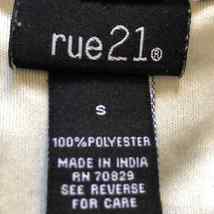 rue21®
S
100% POLYESTER
MADE IN INDIA
RN 70829
SEE REVERSE
FOR CARE